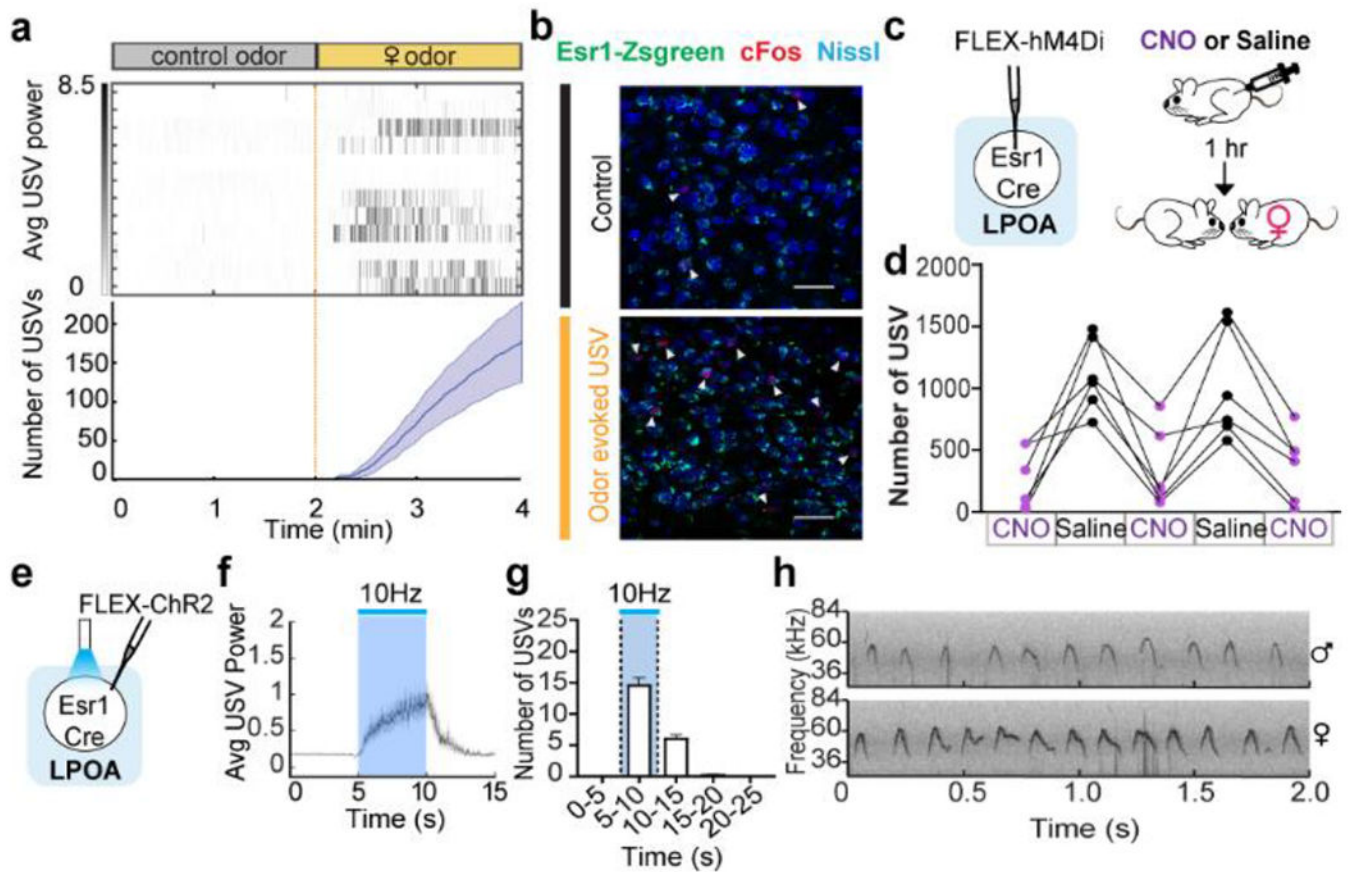 a
control odor
♀ odor
8.5
Avg USV power
0
Number of USVs
200
150
100
50
0
0 1 2 3 4
Time (min)
b
Esr1-Zsgreen cFos Nissl
Control
Odor evoked USV
c
FLEX-hM4Di
Esr1
Cre
LPOA
CNO or Saline
1 hr
♀
d
2000
1500
1000
500
0
Number of USV
CNO Saline CNO Saline CNO
e
FLEX-ChR2
Esr1
Cre
LPOA
f
10Hz
2
1.5
1
0.5
0
Avg USV Power
0 5 10 15
Time (s)
g
10Hz
25
20
15
10
5
0
Number of USVs
0-5 5-10 10-15 15-20 20-25
Time (s)
h
84
60
36
♂
84
60
36
♀
Frequency (kHz)
0 0.5 1.0 1.5 2.0
Time (s)